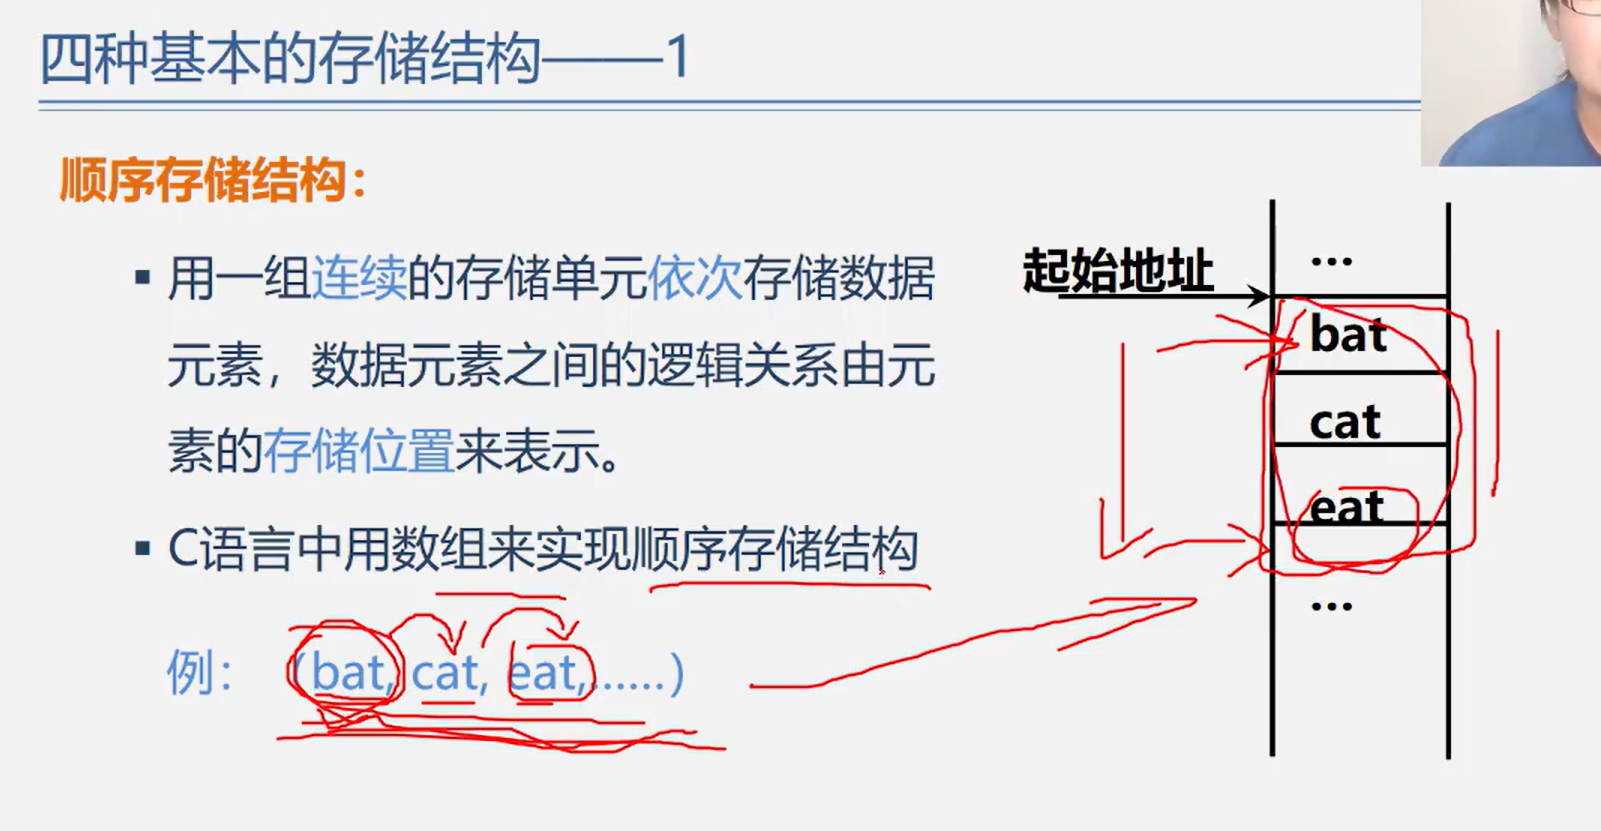 四种基本的存储结构——1
顺序存储结构：
▪ 用一组连续的存储单元依次存储数据
元素，数据元素之间的逻辑关系由元
素的存储位置来表示。
▪ C语言中用数组来实现顺序存储结构
例： （bat, cat, eat,……）
起始地址
…
bat
cat
eat
…